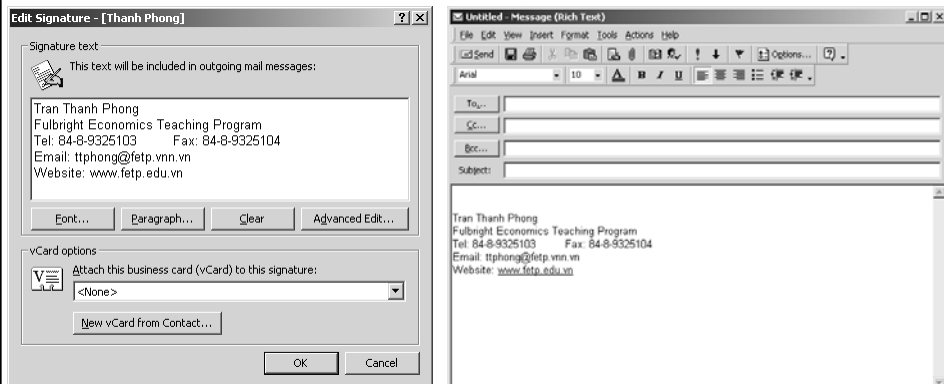 Edit Signature - [Thanh Phong]
Signature text
This text will be included in outgoing mail messages:
Tran Thanh Phong
Fulbright Economics Teaching Program
Tel: 84-8-9325103 Fax: 84-8-9325104
Email: ttphong@fetp.vnn.vn
Website: www.fetp.edu.vn
Font... Paragraph... Clear Advanced Edit...
vCard options
Attach this business card (vCard) to this signature:
<None>
New vCard from Contact...
OK Cancel
Untitled - Message (Rich Text)
File Edit View Insert Format Tools Actions Help
Send Options...
Arial 10 A B I U
To...
Cc...
Bcc...
Subject:
Tran Thanh Phong
Fulbright Economics Teaching Program
Tel: 84-8-9325103 Fax: 84-8-9325104
Email: ttphong@fetp.vnn.vn
Website: www.fetp.edu.vn